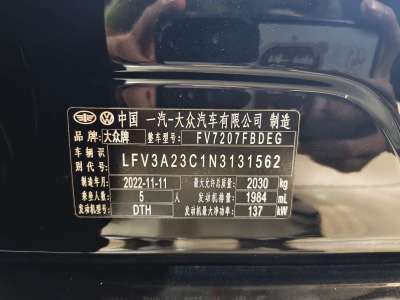 中国 一汽-大众汽车有限公司 制造
品牌 大众牌 整车型号 FV7207FBDEG
车辆识别代号 LFV3A23C1N3131562
制造年月 2022-11-11 最大允许总质量 2030 kg
乘坐人数 5 人 发动机排量 1984 mL
发动机型号 DTH 发动机最大净功率 137 kW